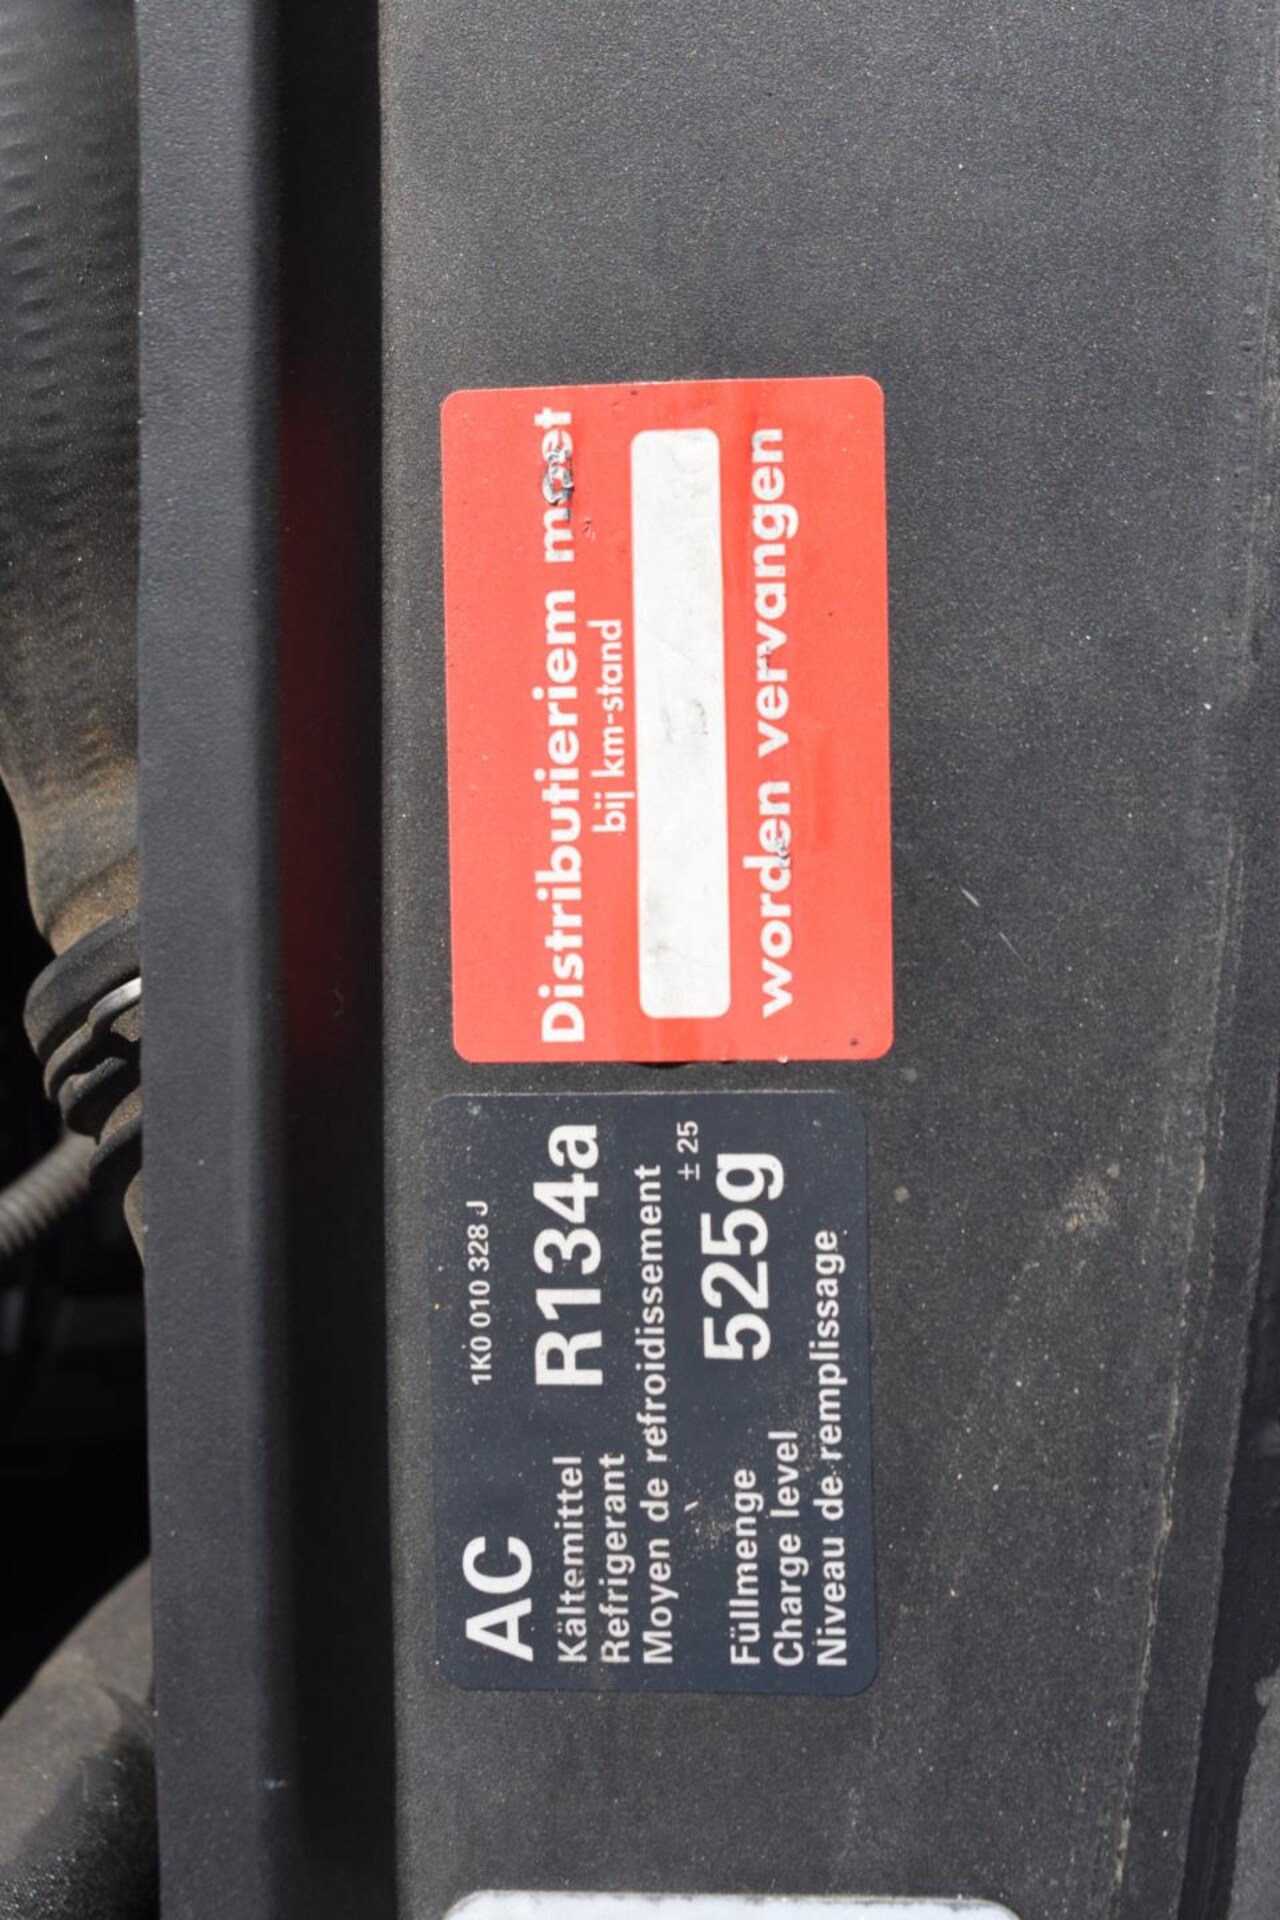 AC 1K0 010 328 J
Kältemittel
Refrigerant R134a
Moyen de refroidissement
± 25
Füllmenge 525g
Charge level
Niveau de remplissage
Distributieriem moet
bij km-stand
worden vervangen